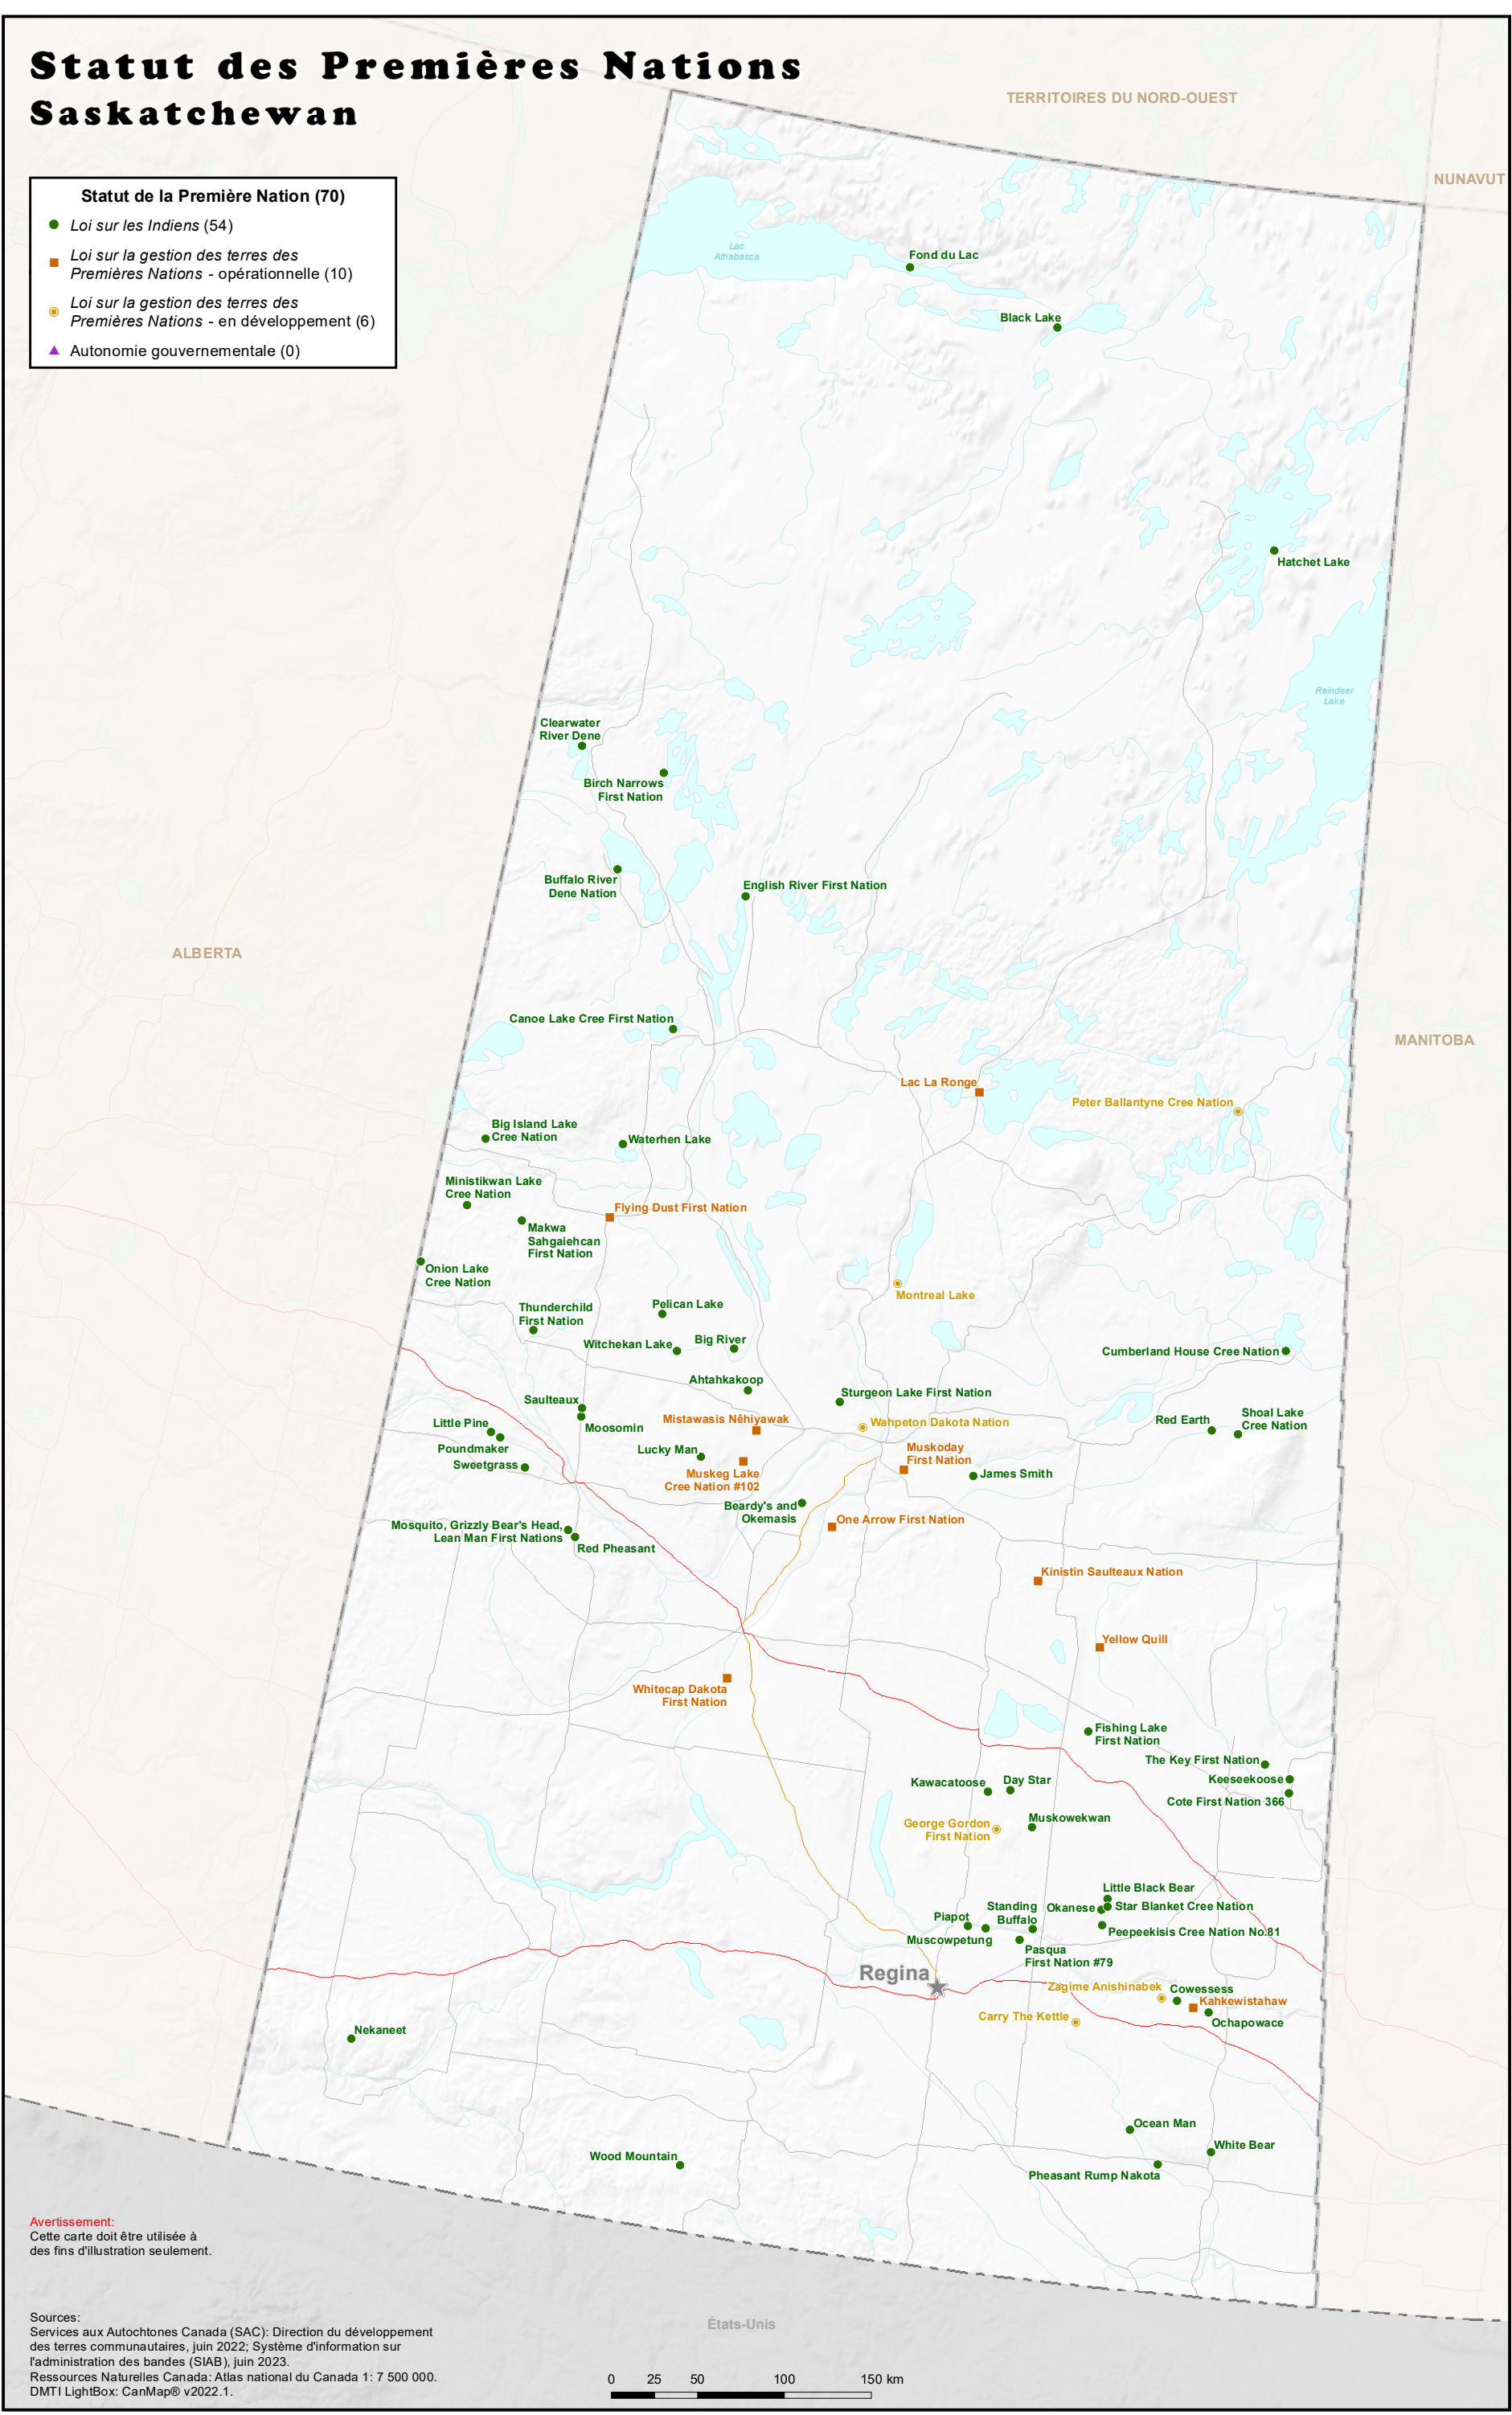 Statut des Premières Nations
Saskatchewan
TERRITOIRES DU NORD-OUEST
NUNAVUT
Statut de la Première Nation (70)
Loi sur les Indiens (54)
Loi sur la gestion des terres des
Premières Nations - opérationnelle (10)
Loi sur la gestion des terres des
Premières Nations - en développement (6)
Autonomie gouvernementale (0)
Lac
Athabasca
Fond du Lac
Black Lake
Hatchet Lake
Reindeer
Lake
Clearwater
River Dene
Birch Narrows
First Nation
Buffalo River
Dene Nation
English River First Nation
ALBERTA
Canoe Lake Cree First Nation
MANITOBA
Lac La Ronge
Peter Ballantyne Cree Nation
Big Island Lake
Cree Nation
Waterhen Lake
Ministikwan Lake
Cree Nation
Flying Dust First Nation
Makwa
Sahgaiehcan
First Nation
Onion Lake
Cree Nation
Montreal Lake
Thunderchild
First Nation
Pelican Lake
Witchekan Lake
Big River
Cumberland House Cree Nation
Ahtahkakoop
Sturgeon Lake First Nation
Saulteaux
Moosomin
Mistawasis Nêhiyawak
Wahpeton Dakota Nation
Red Earth
Shoal Lake
Cree Nation
Little Pine
Poundmaker
Sweetgrass
Lucky Man
Muskeg Lake
Cree Nation #102
Muskoday
First Nation
James Smith
Beardy's and
Okemasis
One Arrow First Nation
Mosquito, Grizzly Bear's Head,
Lean Man First Nations
Red Pheasant
Kinistin Saulteaux Nation
Yellow Quill
Whitecap Dakota
First Nation
Fishing Lake
First Nation
The Key First Nation
Keeseekoose
Cote First Nation 366
Kawacatoose
Day Star
George Gordon
First Nation
Muskowekwan
Little Black Bear
Okanese
Star Blanket Cree Nation
Standing
Buffalo
Piapot
Muscowpetung
Peepeekisis Cree Nation No.81
Pasqua
First Nation #79
Regina
Zagime Anishinabek
Cowessess
Kahkewistahaw
Ochapowace
Carry The Kettle
Nekaneet
Ocean Man
White Bear
Pheasant Rump Nakota
Wood Mountain
Avertissement:
Cette carte doit être utilisée à
des fins d'illustration seulement.
États-Unis
Sources:
Services aux Autochtones Canada (SAC): Direction du développement
des terres communautaires, juin 2022; Système d'information sur
l'administration des bandes (SIAB), juin 2023.
Ressources Naturelles Canada: Atlas national du Canada 1: 7 500 000.
DMTI LightBox: CanMap® v2022.1.
0 25 50 100 150 km